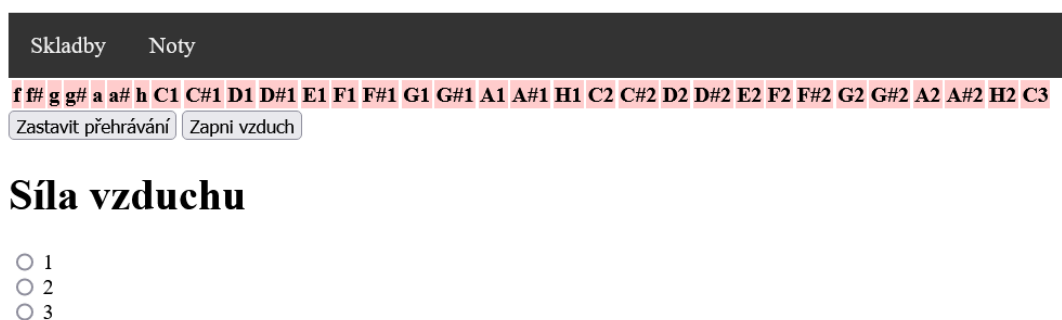 Skladby Noty
f f# g g# a a# h C1 C#1 D1 D#1 E1 F1 F#1 G1 G#1 A1 A#1 H1 C2 C#2 D2 D#2 E2 F2 F#2 G2 G#2 A2 A#2 H2 C3
Zastavit přehrávání Zapni vzduch
Síla vzduchu
1
2
3